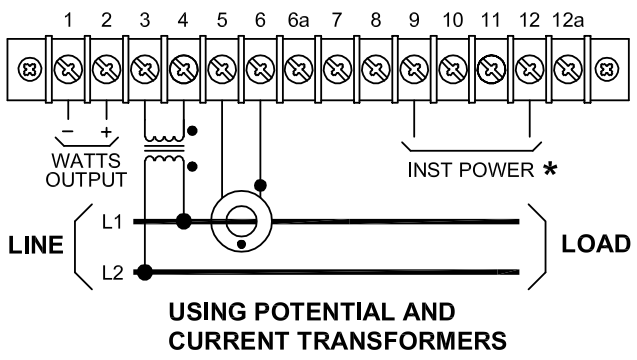 1 2 3 4 5 6 6a 7 8 9 10 11 12 12a
− +
WATTS
OUTPUT
INST POWER *
LINE
L1
L2
LOAD
USING POTENTIAL AND
CURRENT TRANSFORMERS